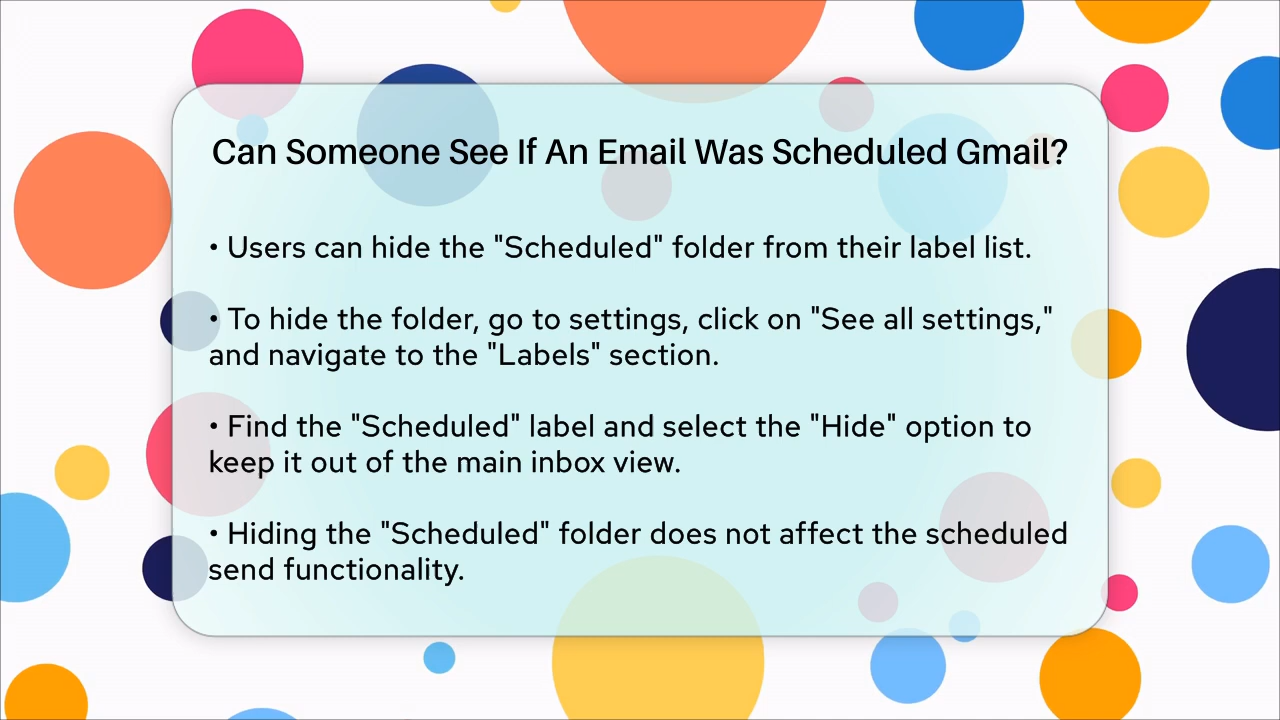 Can Someone See If An Email Was Scheduled Gmail?
• Users can hide the "Scheduled" folder from their label list.
• To hide the folder, go to settings, click on "See all settings,"
and navigate to the "Labels" section.
• Find the "Scheduled" label and select the "Hide" option to
keep it out of the main inbox view.
• Hiding the "Scheduled" folder does not affect the scheduled
send functionality.